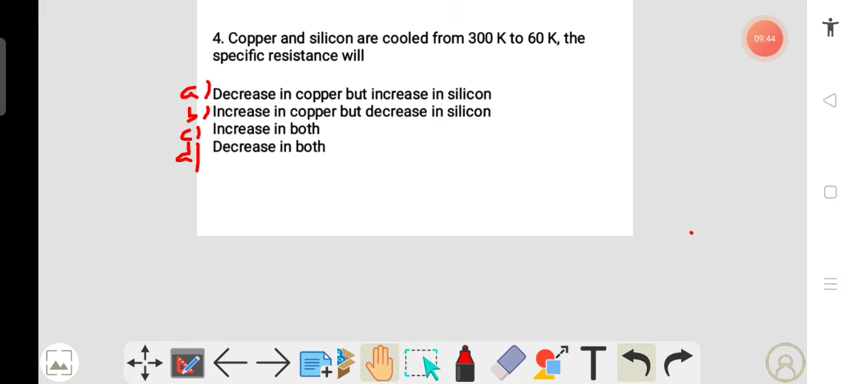 09:44
4. Copper and silicon are cooled from 300 K to 60 K, the
specific resistance will
a) Decrease in copper but increase in silicon
b) Increase in copper but decrease in silicon
c) Increase in both
d) Decrease in both
T